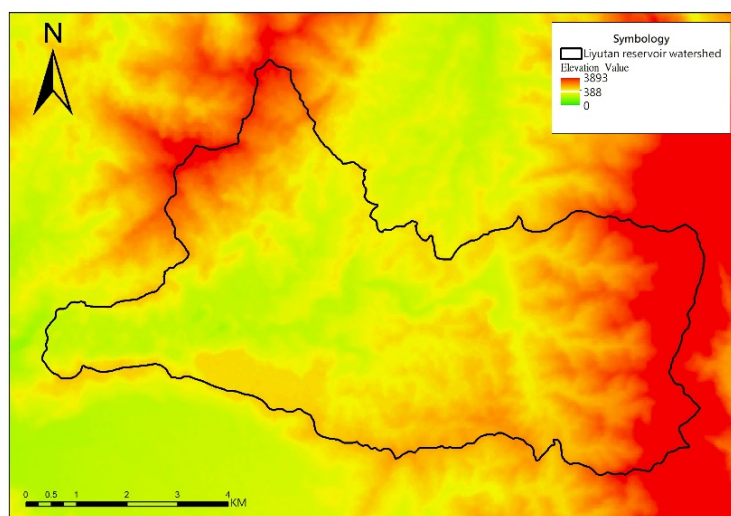 N
Symbology
Liyutan reservoir watershed
Elevation Value
3893
388
0
0 0.5 1 2 3 4
KM